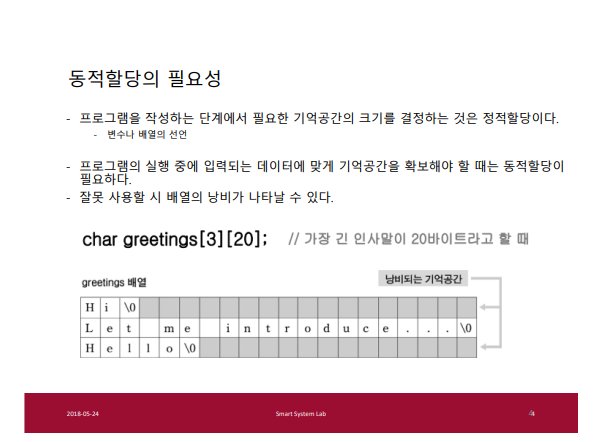 동적할당의 필요성
- 프로그램을 작성하는 단계에서 필요한 기억공간의 크기를 결정하는 것은 정적할당이다.
- 변수나 배열의 선언
- 프로그램의 실행 중에 입력되는 데이터에 맞게 기억공간을 확보해야 할 때는 동적할당이
필요하다.
- 잘못 사용할 시 배열의 낭비가 나타날 수 있다.
char greetings[3][20]; // 가장 긴 인사말이 20바이트라고 할 때
greetings 배열 낭비되는 기억공간
H i \0
L e t m e i n t r o d u c e . . . \0
H e l l o \0
2018-05-24 Smart System Lab 4